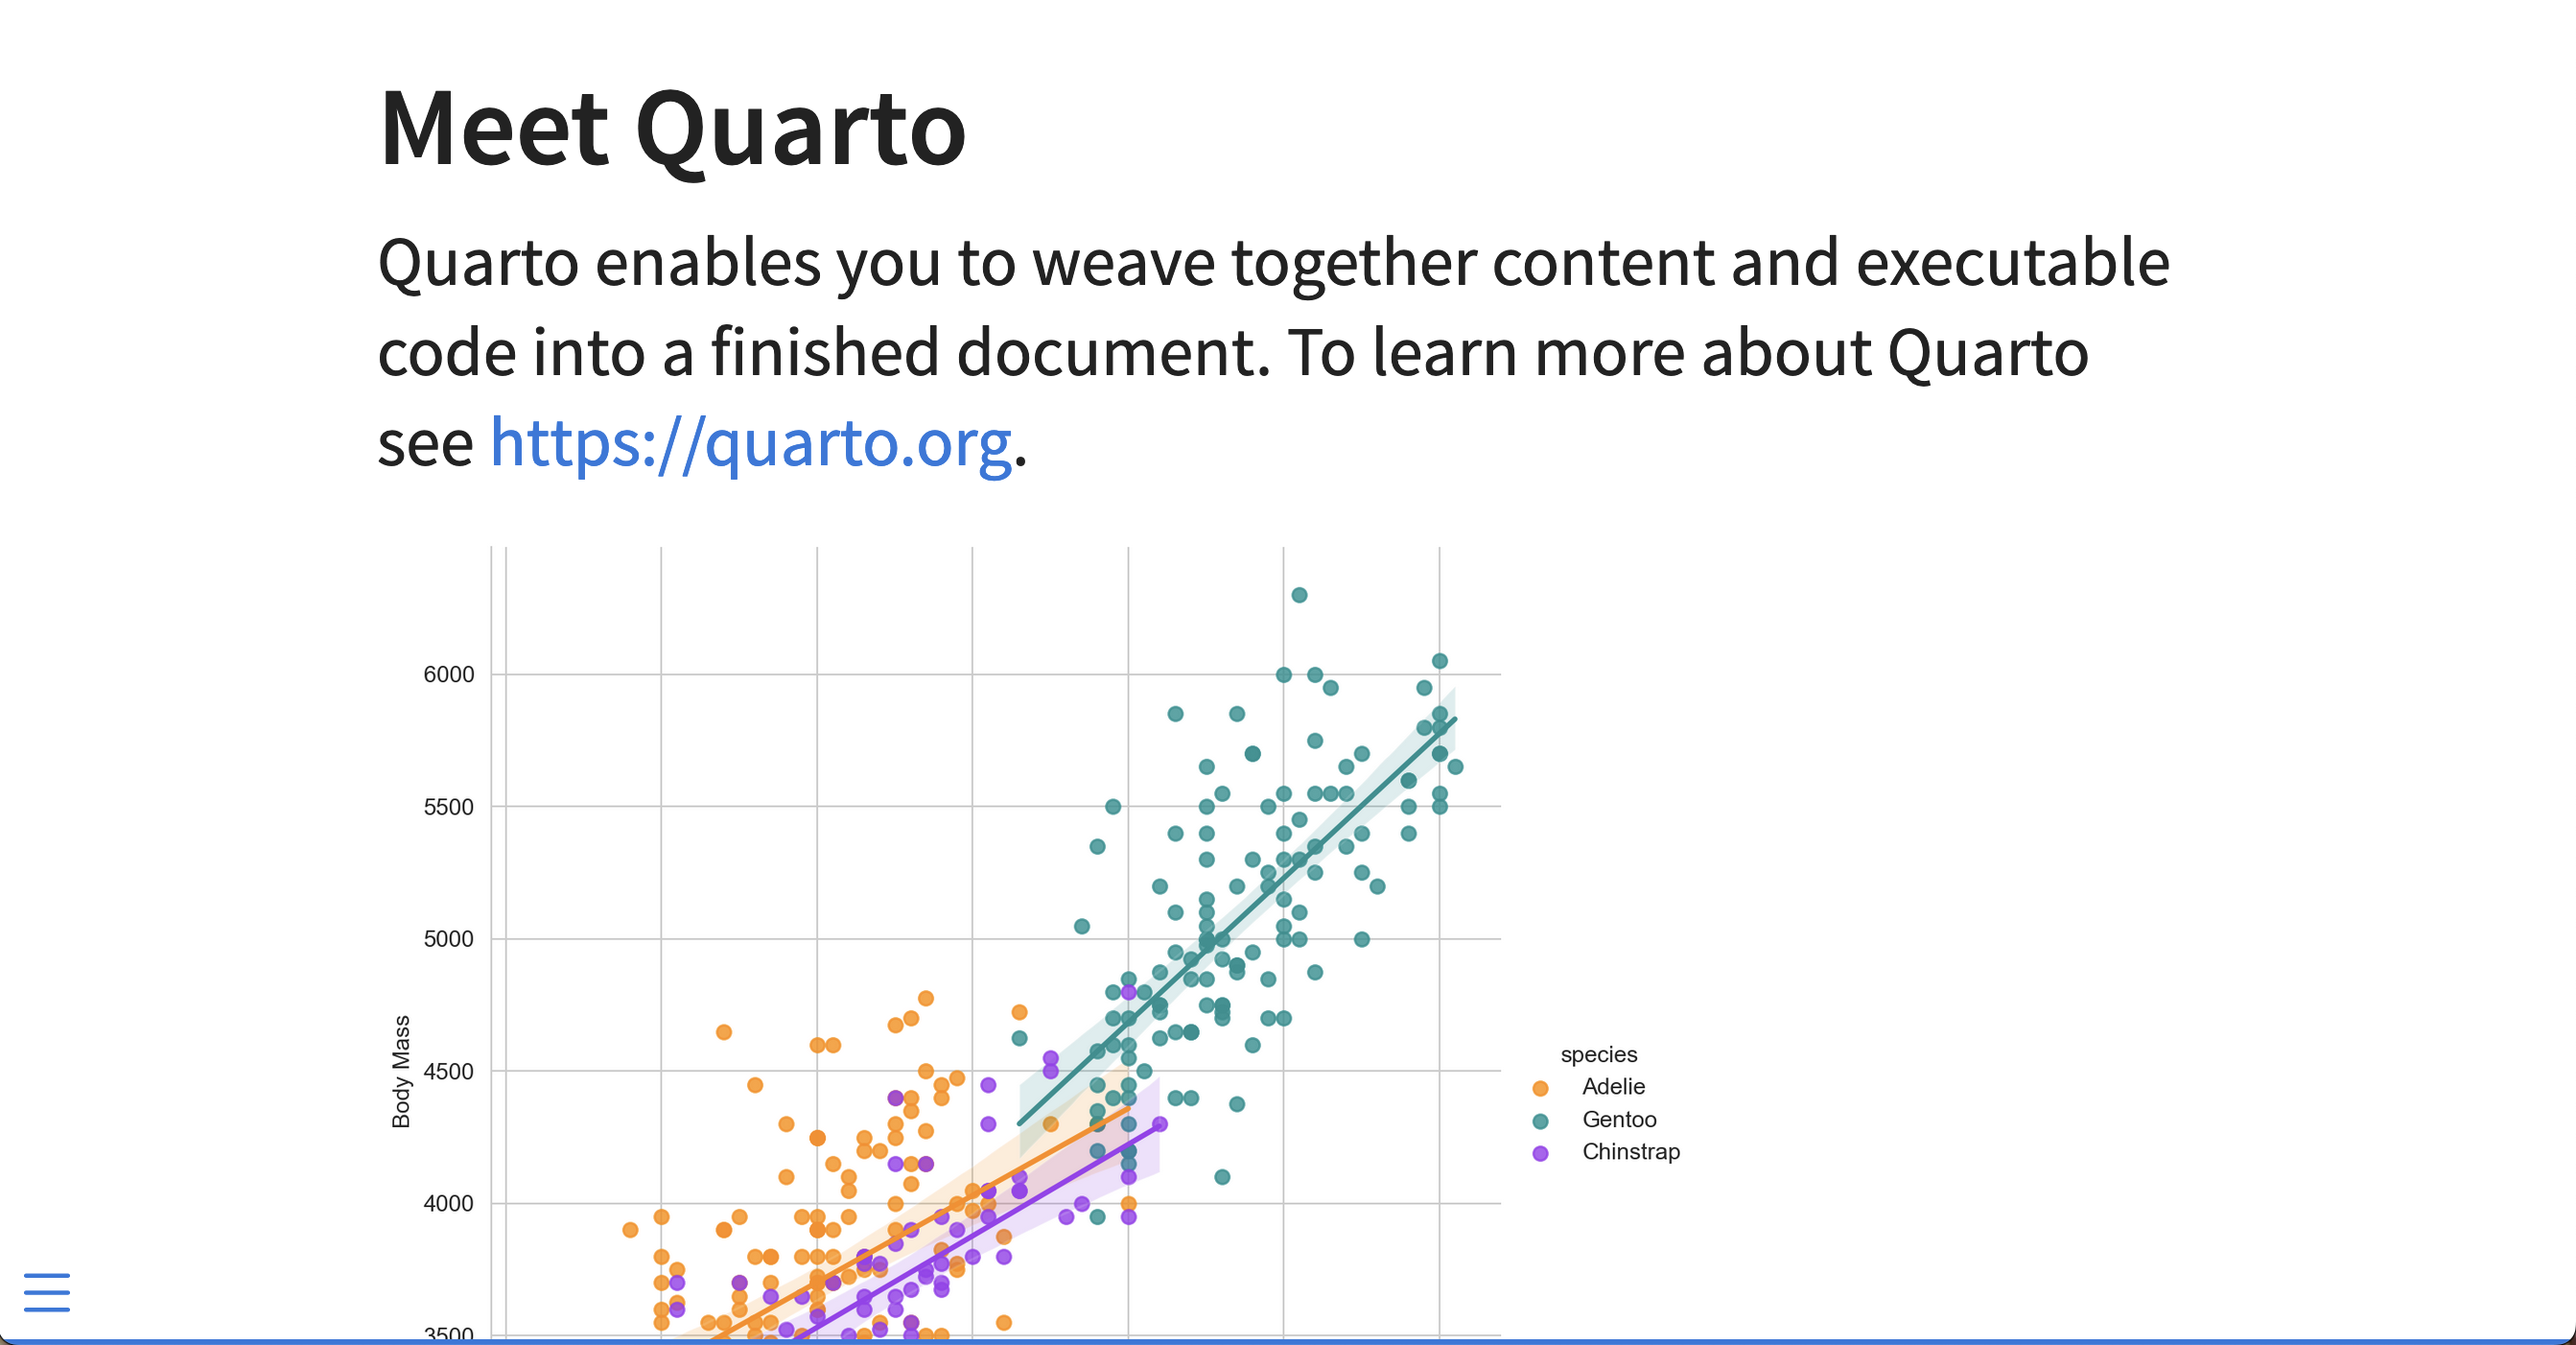 Meet Quarto
Quarto enables you to weave together content and executable
code into a finished document. To learn more about Quarto
see https://quarto.org.
6000
5500
5000
4500
4000
3500
Body Mass
species
Adelie
Gentoo
Chinstrap